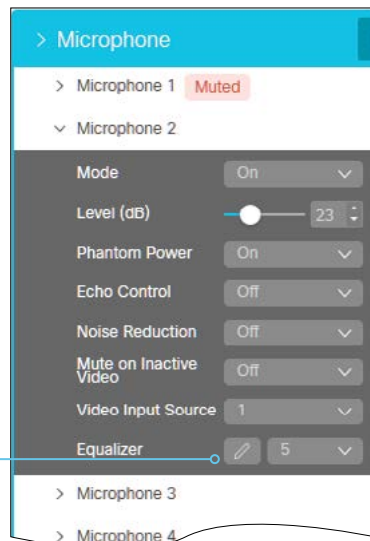 Microphone
Microphone 1 Muted
Microphone 2
Mode On
Level (dB) 23
Phantom Power On
Echo Control Off
Noise Reduction Off
Mute on Inactive
Video Off
Video Input Source 1
Equalizer 5
Microphone 3
Microphone 4